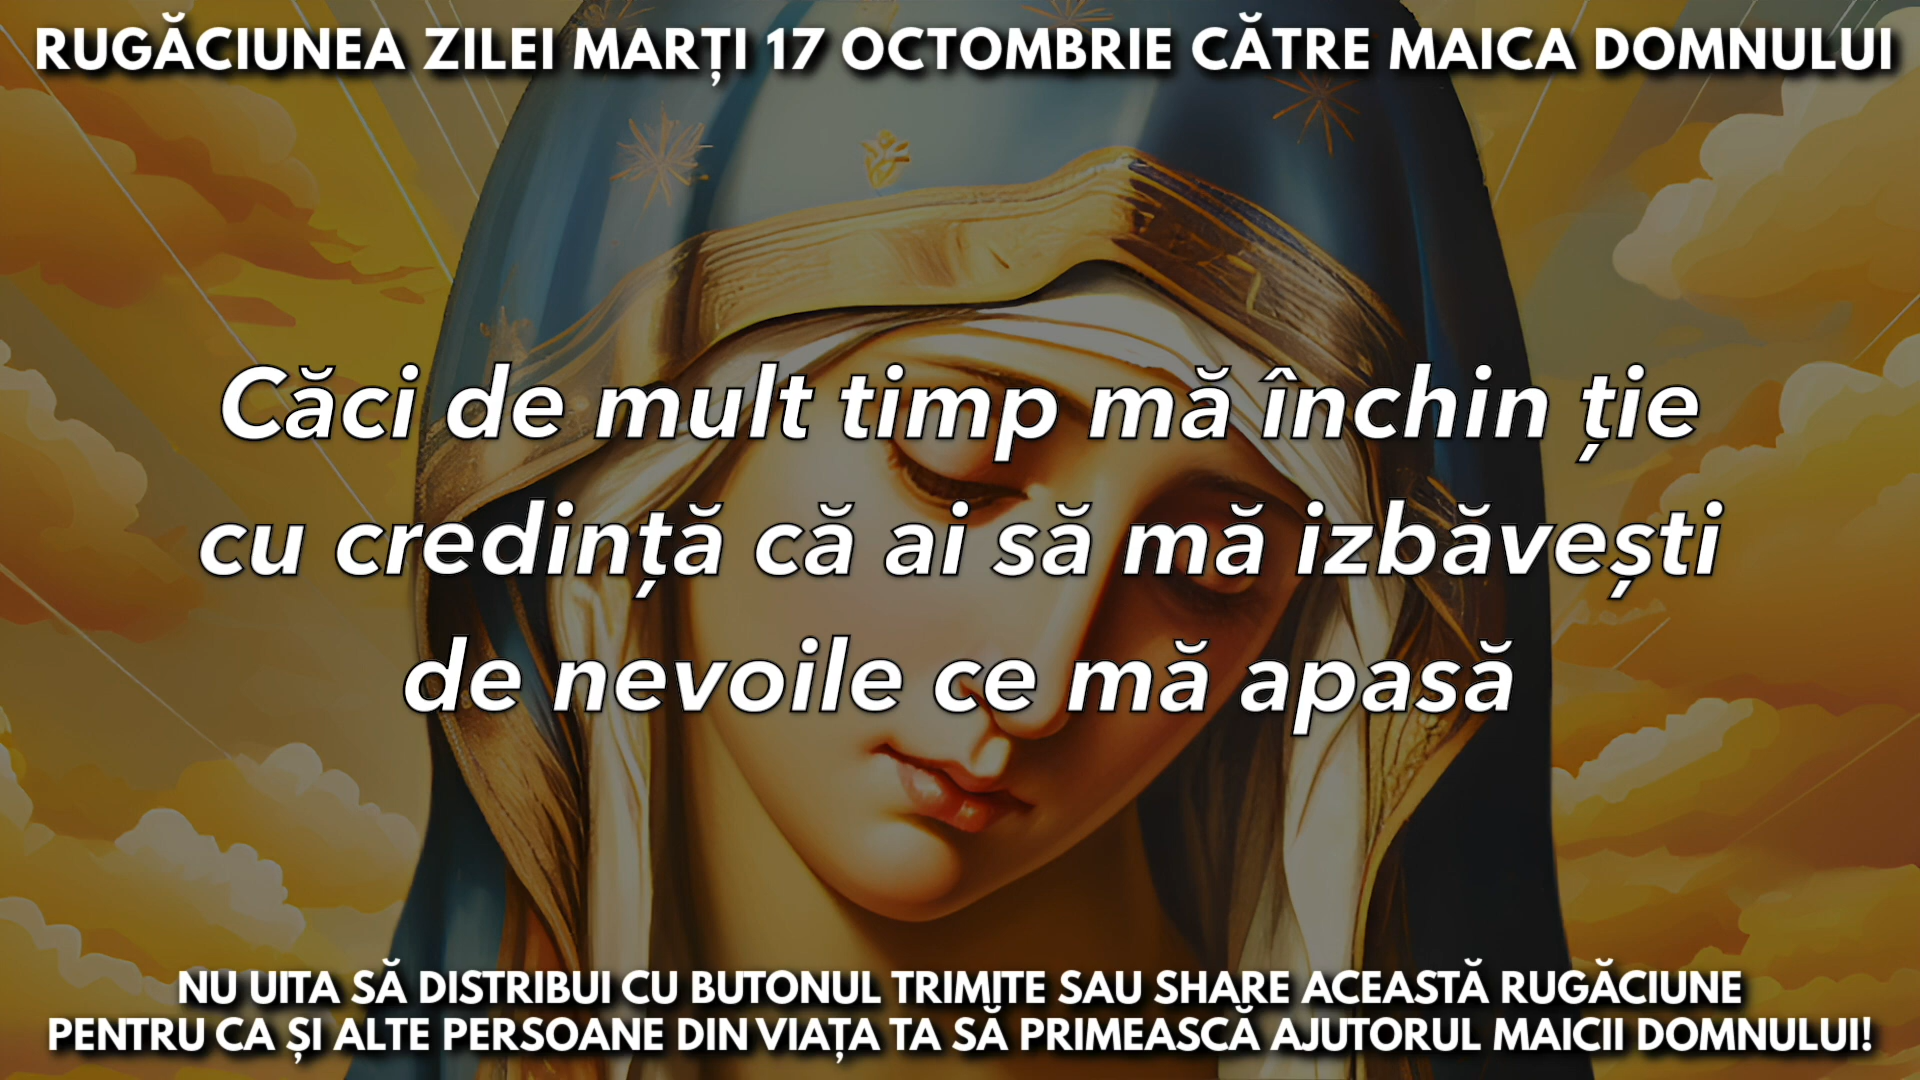 RUGĂCIUNEA ZILEI MARȚI 17 OCTOMBRIE CĂTRE MAICA DOMNULUI
Căci de mult timp mă închin ție
cu credință că ai să mă izbăvești
de nevoile ce mă apasă
NU UITA SĂ DISTRIBUI CU BUTONUL TRIMITE SAU SHARE ACEASTĂ RUGĂCIUNE
PENTRU CA ȘI ALTE PERSOANE DIN VIAȚA TA SĂ PRIMEASCĂ AJUTORUL MAICII DOMNULUI!